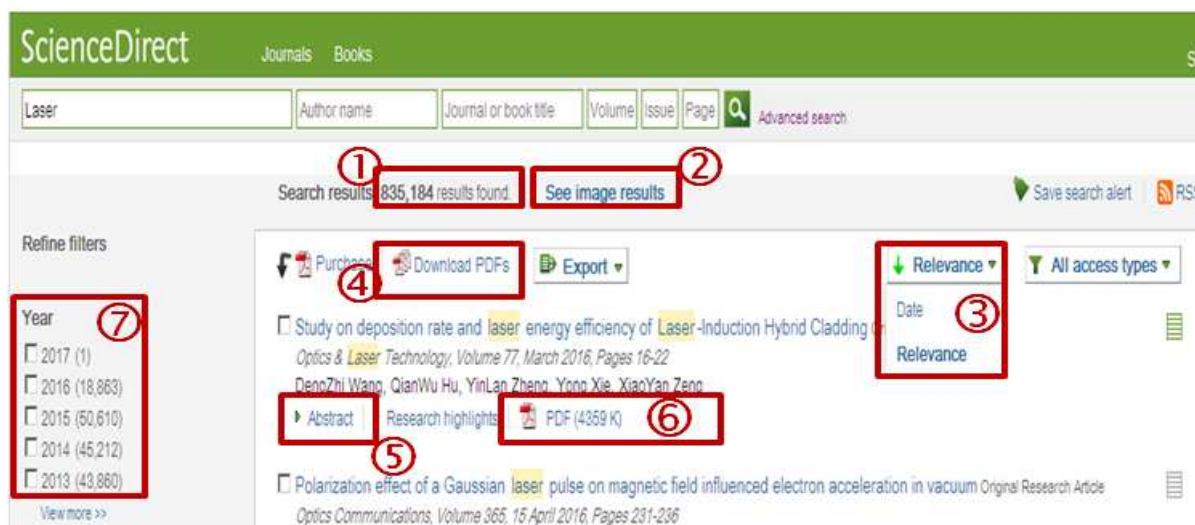 ScienceDirect Journals Books
S
Laser Author name Journal or book title Volume Issue Page Advanced search
① ②
Search results: 835,184 results found. See image results Save search alert RSS
Refine filters
Purchase Download PDFs Export Relevance All access types
④
Year ⑦
Date ③
Relevance
2017 (1)
2016 (18,863)
2015 (50,610)
2014 (45,212)
2013 (43,860)
View more >>
Study on deposition rate and laser energy efficiency of Laser-Induction Hybrid Cladding
Optics & Laser Technology, Volume 77, March 2016, Pages 16-22
DengZhi Wang, QianWu Hu, YinLan Zheng, Yong Xie, XiaoYan Zeng
Abstract Research highlights PDF (4359 K) ⑥
⑤
Polarization effect of a Gaussian laser pulse on magnetic field influenced electron acceleration in vacuum Original Research Article
Optics Communications, Volume 365, 15 April 2016, Pages 231-236